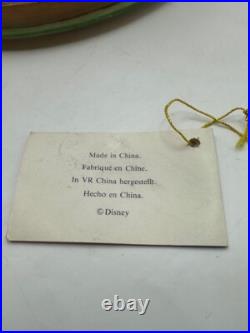 Made in China.
Fabriqué en Chine.
In VR China hergestellt.
Hecho en China.
© Disney